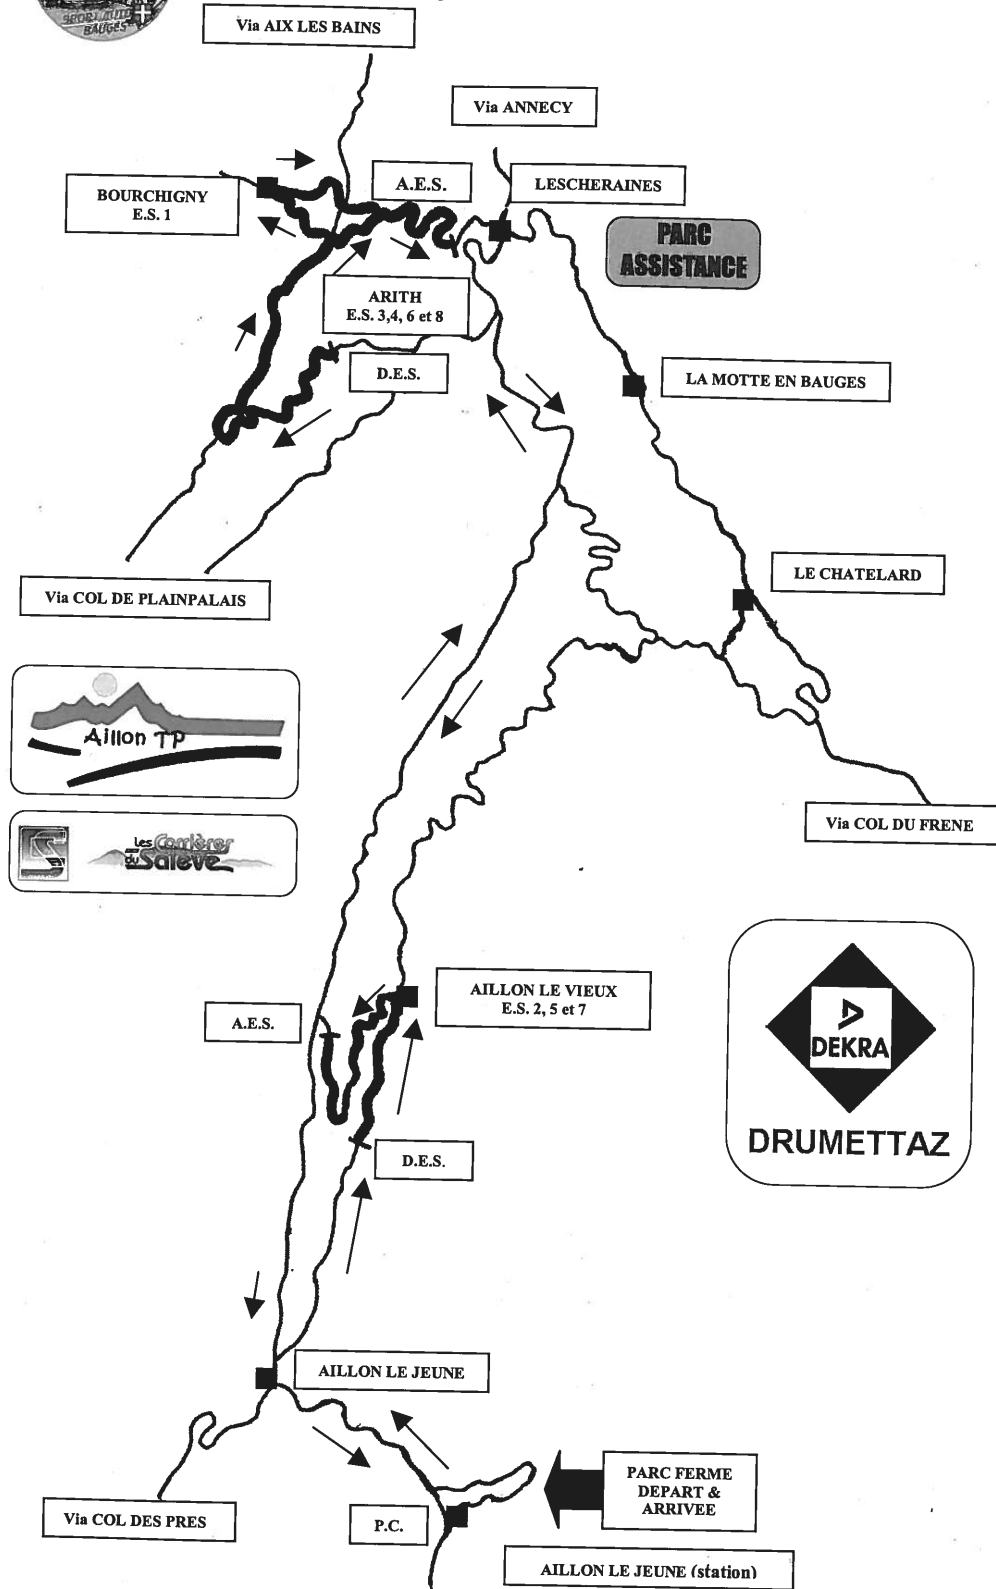 SPORT AUTO
BAUGES
Via AIX LES BAINS
Via ANNECY
A.E.S.
LESCHERAINES
BOURCHIGNY
E.S. 1
PARC
ASSISTANCE
ARITH
E.S. 3,4, 6 et 8
D.E.S.
LA MOTTE EN BAUGES
LE CHATELARD
Via COL DE PLAINPALAIS
Aillon TP
Via COL DU FRENE
les Carrières
du Salève
AILLON LE VIEUX
E.S. 2, 5 et 7
A.E.S.
DEKRA
DRUMETTAZ
D.E.S.
AILLON LE JEUNE
PARC FERME
DEPART &
ARRIVEE
Via COL DES PRES
P.C.
AILLON LE JEUNE (station)